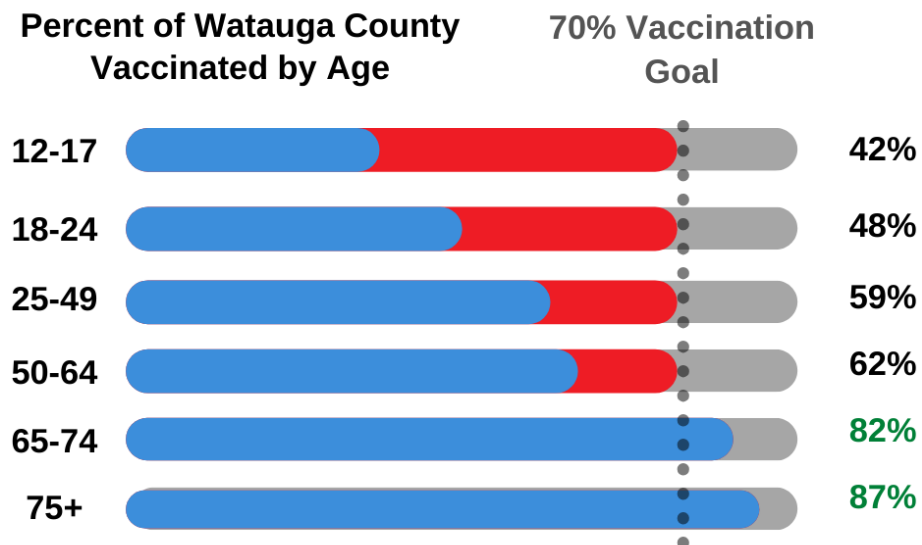 Percent of Watauga County
Vaccinated by Age
70% Vaccination
Goal
12-17 42%
18-24 48%
25-49 59%
50-64 62%
65-74 82%
75+ 87%